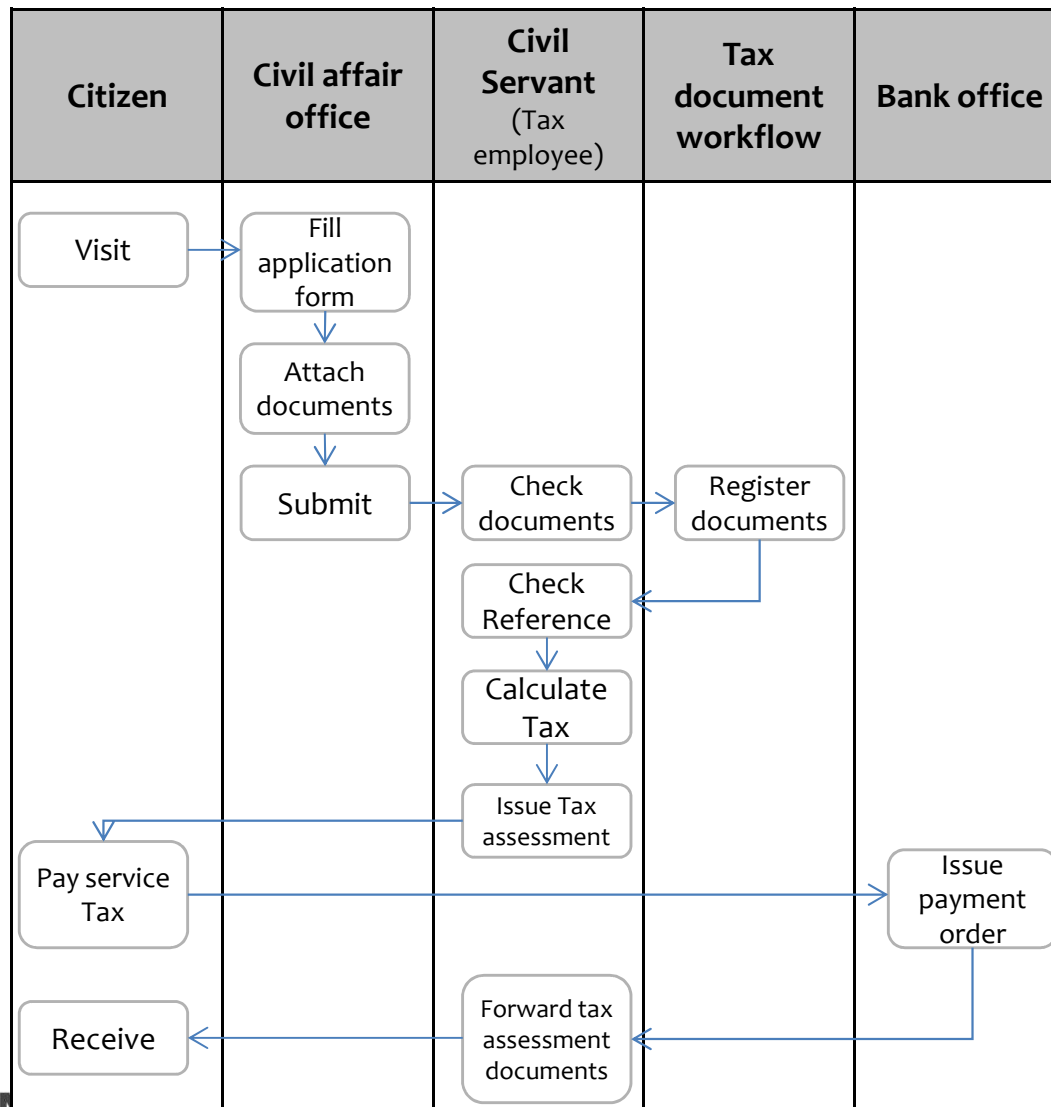 Citizen
Civil affair
office
Civil
Servant
(Tax
employee)
Tax
document
workflow
Bank office
Visit
Fill
application
form
Attach
documents
Submit
Check
documents
Register
documents
Check
Reference
Calculate
Tax
Issue Tax
assessment
Pay service
Tax
Issue
payment
order
Receive
Forward tax
assessment
documents